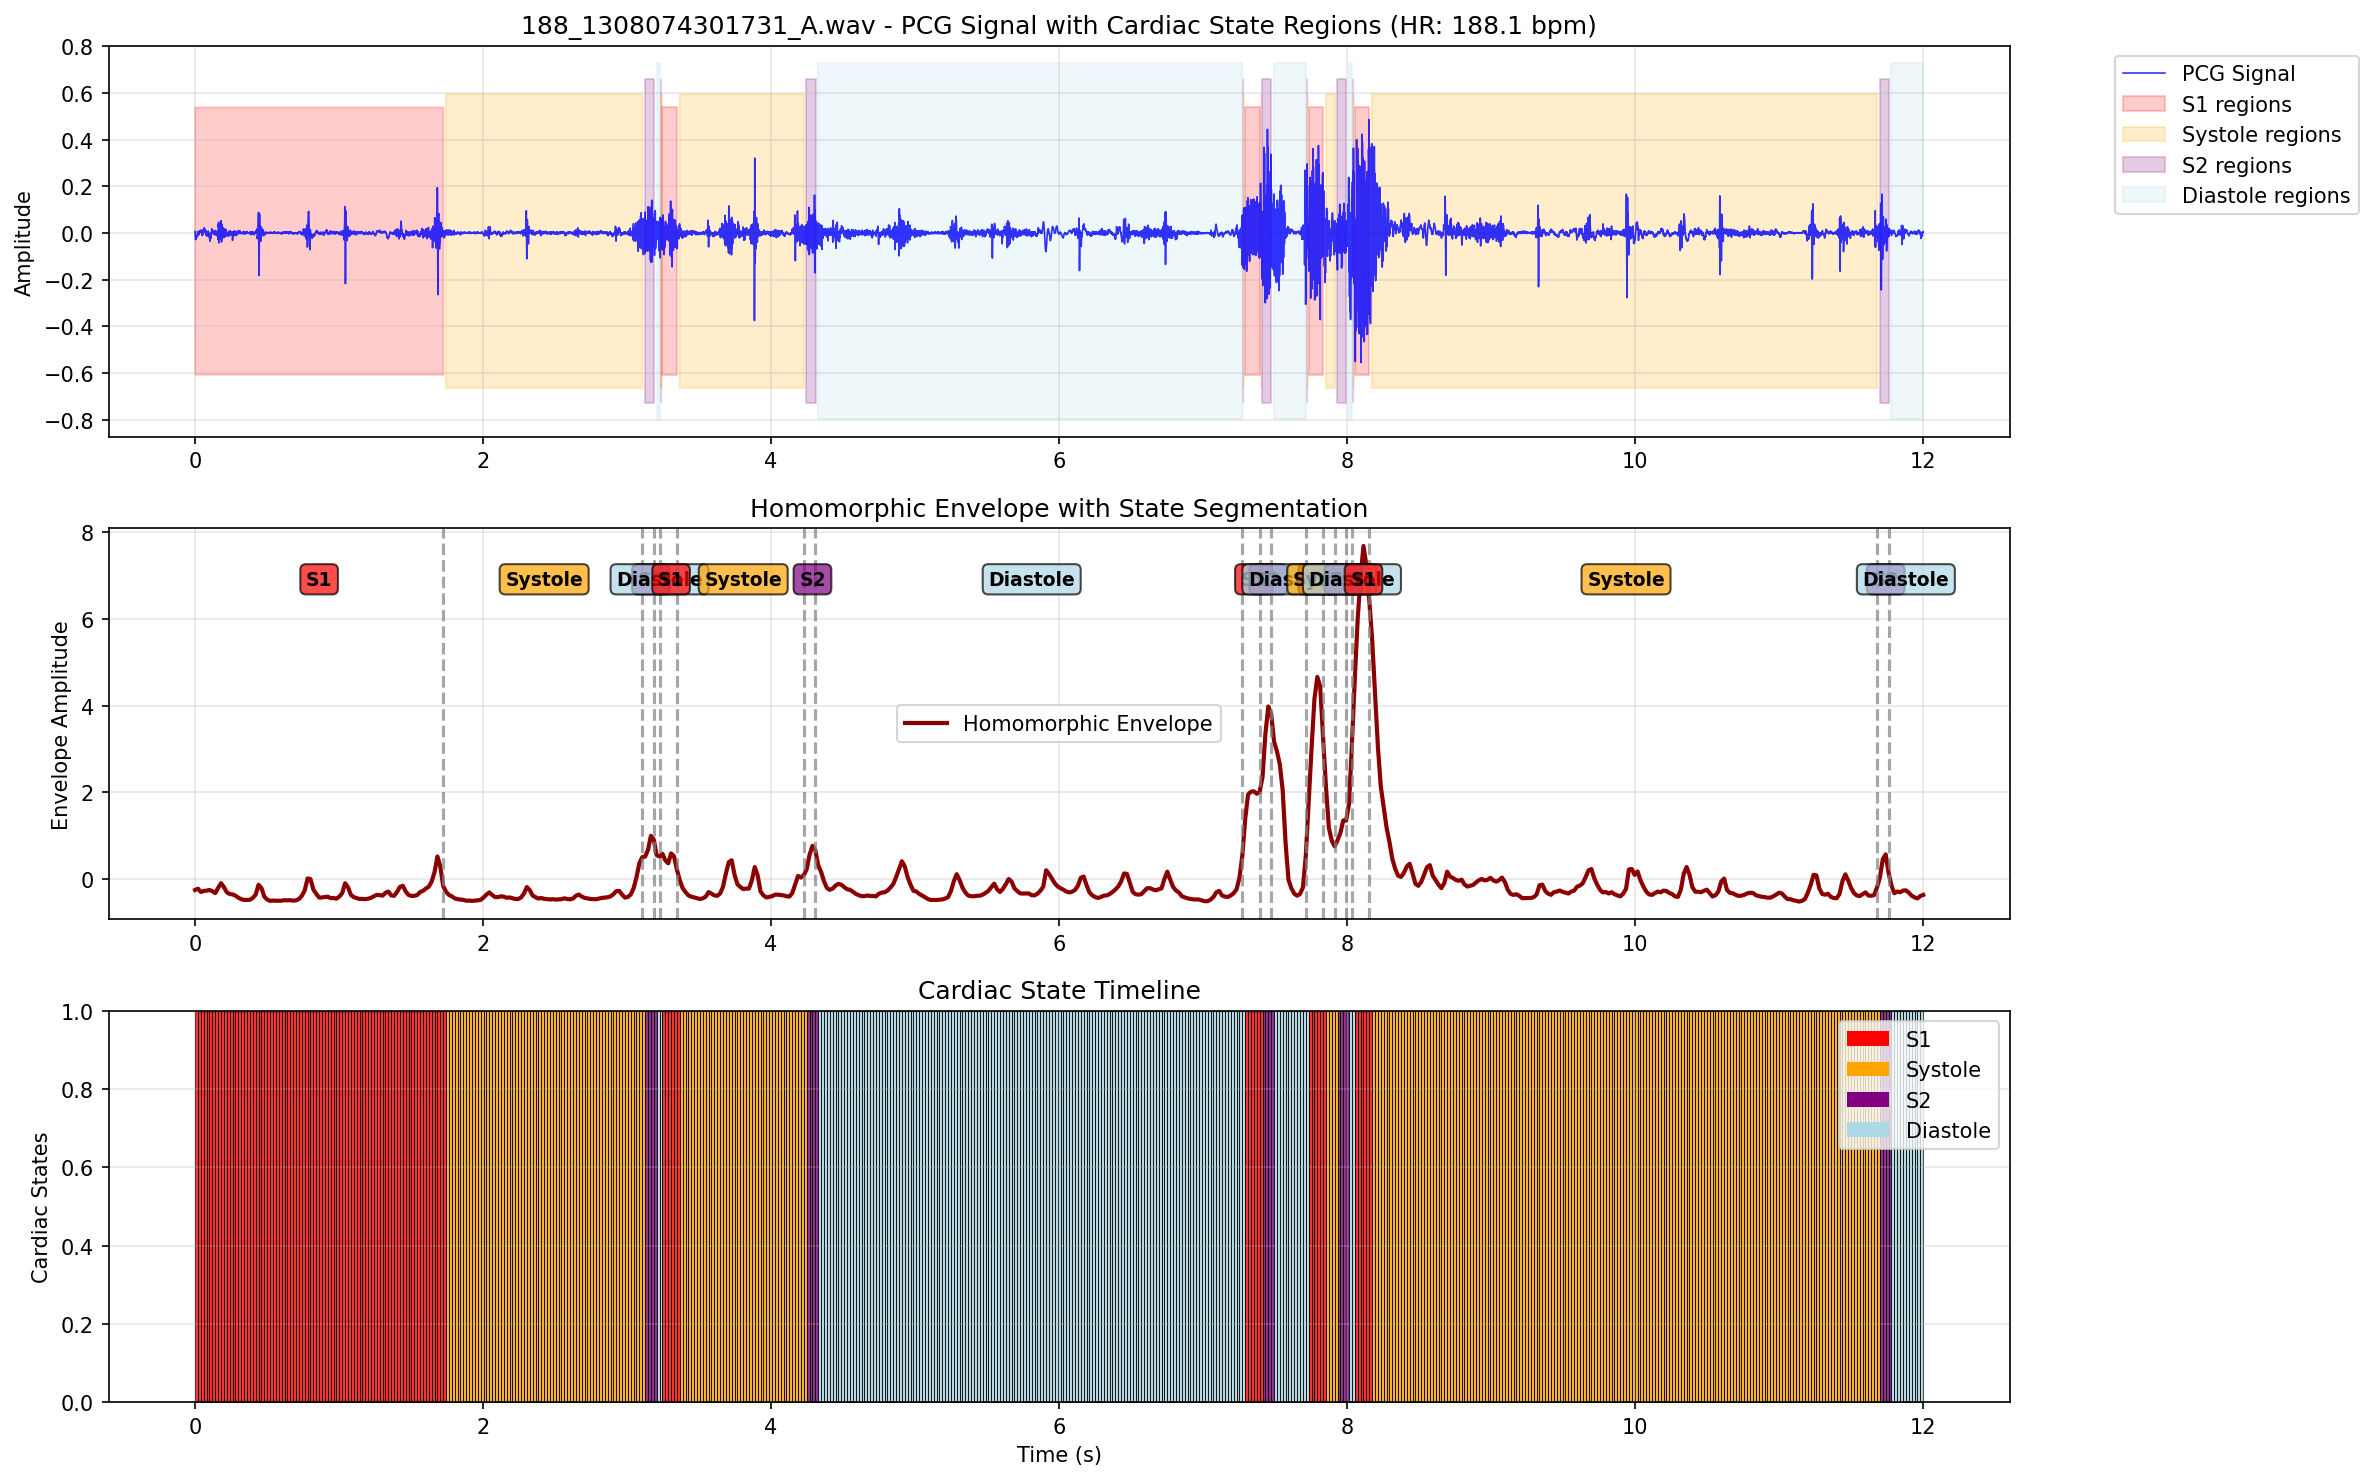 188_1308074301731_A.wav - PCG Signal with Cardiac State Regions (HR: 188.1 bpm)
Amplitude
0.8
0.6
0.4
0.2
0.0
−0.2
−0.4
−0.6
−0.8
0 2 4 6 8 10 12
PCG Signal
S1 regions
Systole regions
S2 regions
Diastole regions
Homomorphic Envelope with State Segmentation
Envelope Amplitude
8
6
4
2
0
S1 Systole S1 Systole S2 Diastole S1 Systole Diastole
Homomorphic Envelope
0 2 4 6 8 10 12
Cardiac State Timeline
Cardiac States
1.0
0.8
0.6
0.4
0.2
0.0
S1
Systole
S2
Diastole
0 2 4 6 8 10 12
Time (s)